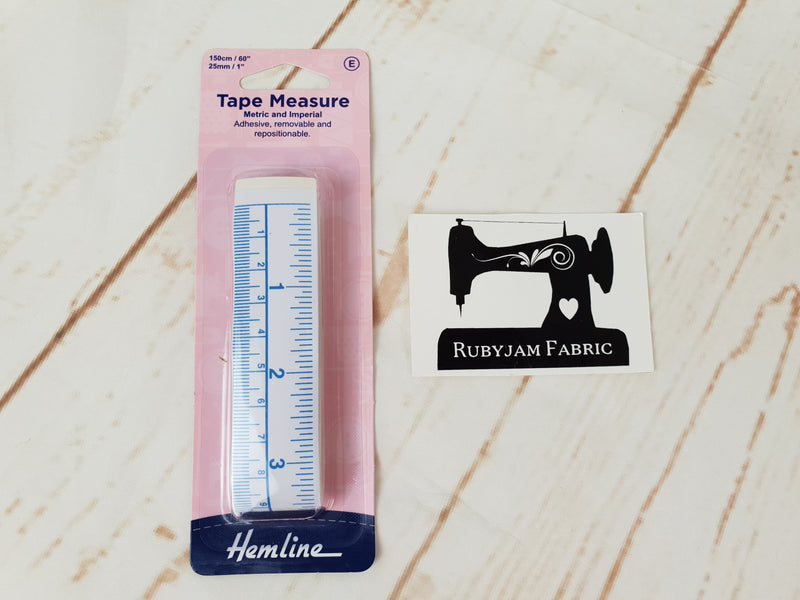 150cm / 60"
25mm / 1"
E
Tape Measure
Metric and Imperial
Adhesive, removable and
repositionable.
1
2
3
4
5
6
7
8
9
1
2
3
Hemline
RUBYJAM FABRIC